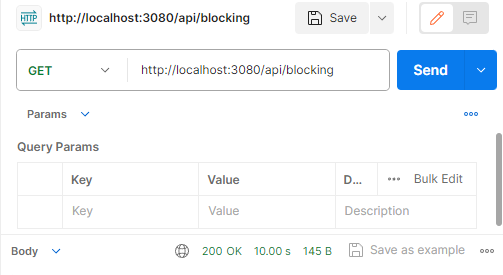 HTTP http://localhost:3080/api/blocking Save
GET http://localhost:3080/api/blocking Send
Params
Query Params
Key Value D... Bulk Edit
Key Value Description
Body 200 OK 10.00 s 145 B Save as example